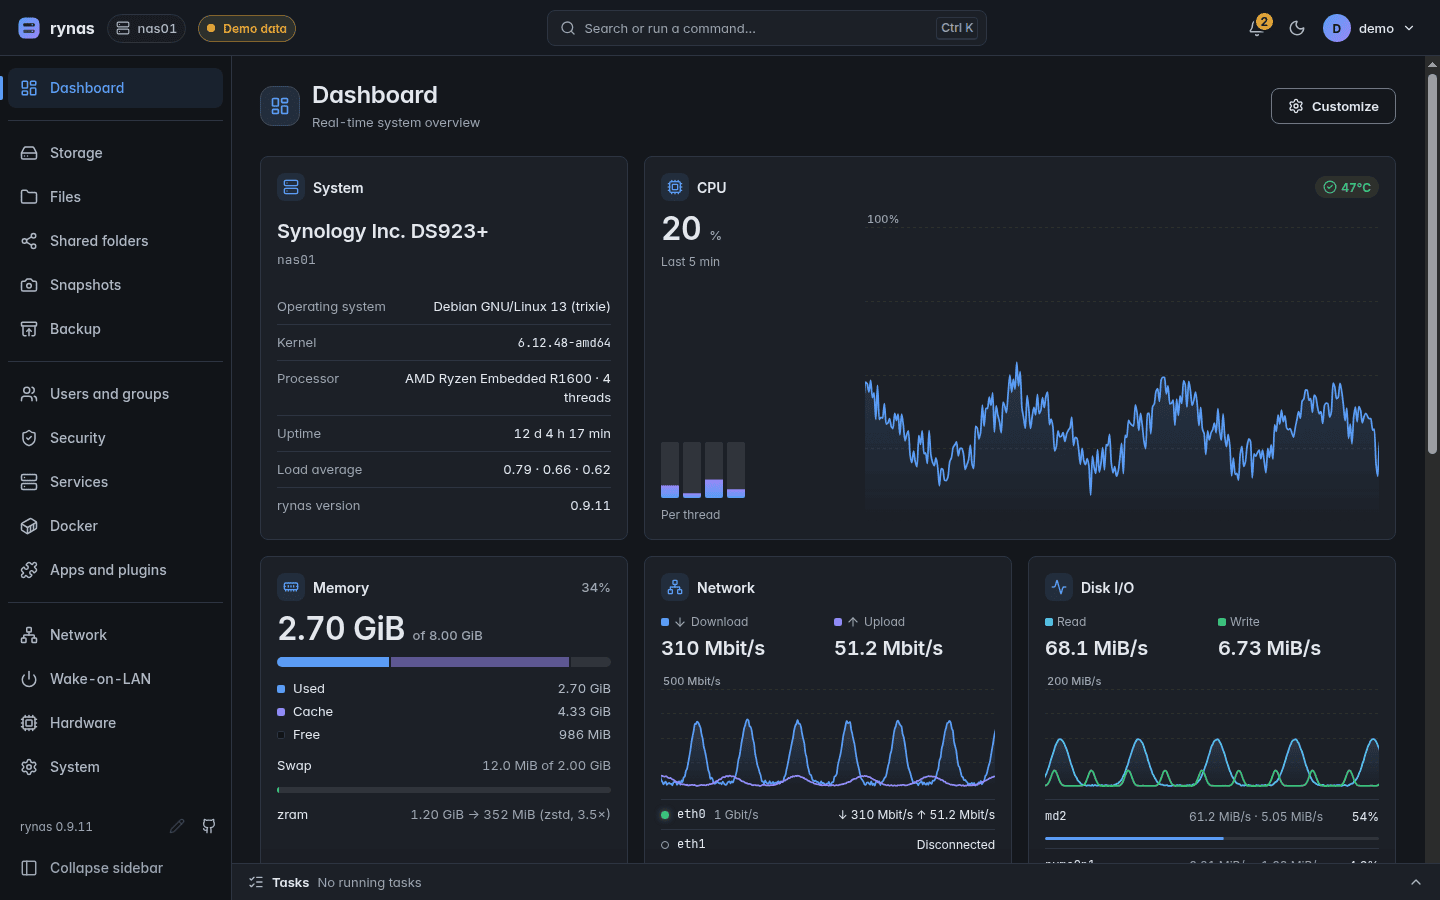 rynas
nas01
Demo data
Search or run a command...
Ctrl K
2
D
demo
Dashboard
Storage
Files
Shared folders
Snapshots
Backup
Users and groups
Security
Services
Docker
Apps and plugins
Network
Wake-on-LAN
Hardware
System
rynas 0.9.11
Collapse sidebar
Dashboard
Real-time system overview
Customize
System
Synology Inc. DS923+
nas01
Operating system Debian GNU/Linux 13 (trixie)
Kernel 6.12.48-amd64
Processor AMD Ryzen Embedded R1600 · 4
threads
Uptime 12 d 4 h 17 min
Load average 0.79 · 0.66 · 0.62
rynas version 0.9.11
CPU
47°C
20 %
Last 5 min
100%
Per thread
Memory 34%
2.70 GiB of 8.00 GiB
Used 2.70 GiB
Cache 4.33 GiB
Free 986 MiB
Swap 12.0 MiB of 2.00 GiB
zram 1.20 GiB → 352 MiB (zstd, 3.5×)
Network
↓ Download ↑ Upload
310 Mbit/s 51.2 Mbit/s
500 Mbit/s
eth0 1 Gbit/s ↓ 310 Mbit/s ↑ 51.2 Mbit/s
eth1 Disconnected
Disk I/O
Read Write
68.1 MiB/s 6.73 MiB/s
200 MiB/s
md2 61.2 MiB/s · 5.05 MiB/s 54%
Tasks No running tasks